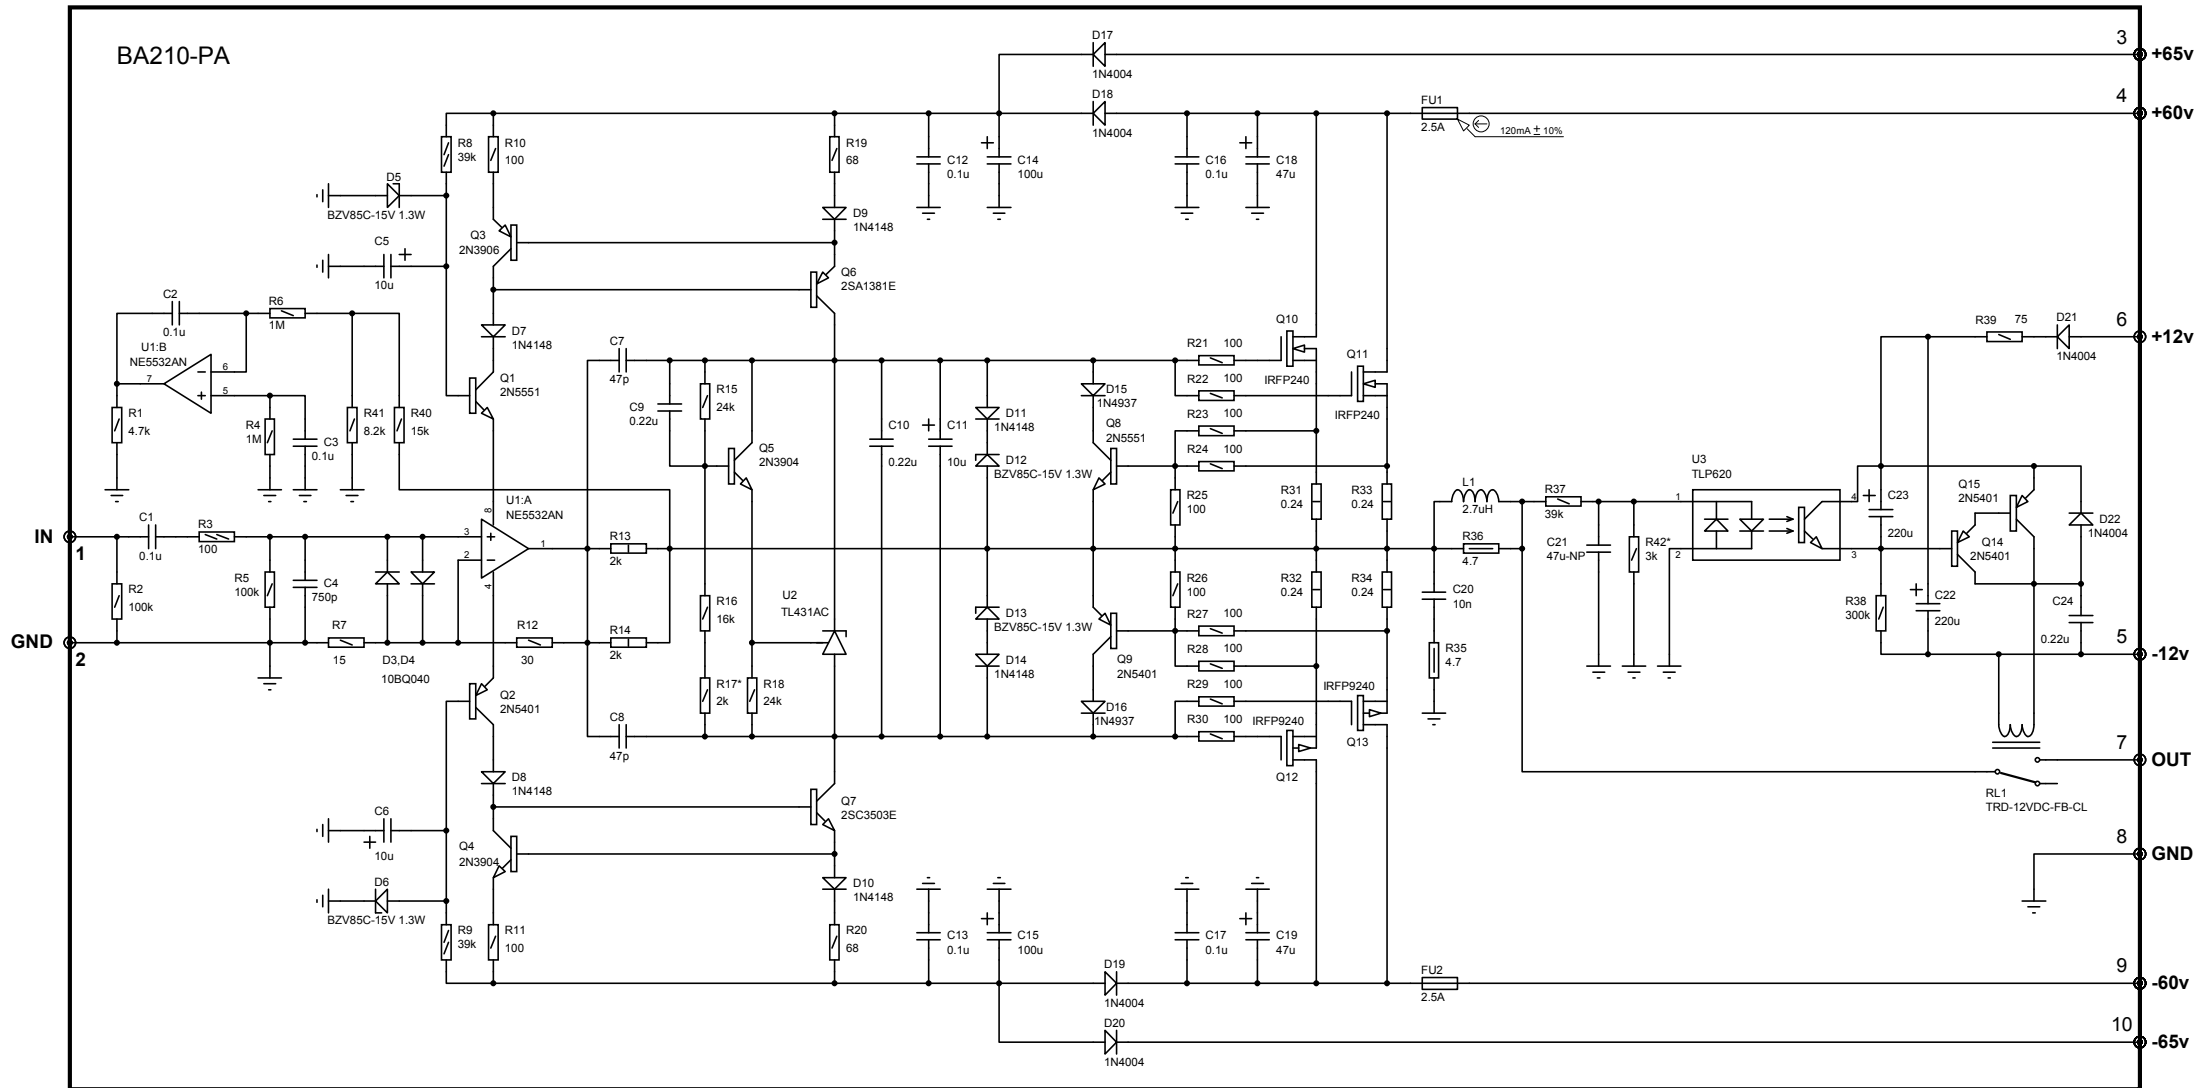 BA210-PA
D17
1N4004
3
+65v
D18
1N4004
FU1
2.5A
120mA ± 10%
4
+60v
R8
39k
R10
100
R19
68
C12
0.1u
C14
100u
C16
0.1u
C18
47u
D5
BZV85C-15V 1.3W
D9
1N4148
Q3
2N3906
C5
10u
Q6
2SA1381E
C2
0.1u
R6
1M
D7
1N4148
U1:B
NE5532AN
7
6
5
Q1
2N5551
C7
47p
Q10
IRFP240
R21 100
Q11
IRFP240
R22 100
R39 75
D21
1N4004
6
+12v
R1
4.7k
R4
1M
C3
0.1u
R41
8.2k
R40
15k
C9
0.22u
R15
24k
Q5
2N3904
C10
0.22u
C11
10u
D11
1N4148
D12
BZV85C-15V 1.3W
D15
1N4937
Q8
2N5551
R23 100
R24 100
R25
100
R31
0.24
R33
0.24
U3
TLP620
1
2
4
3
C23
220u
Q15
2N5401
Q14
2N5401
D22
1N4004
L1
2.7uH
R37
39k
IN
1
C1
0.1u
R3
100
U1:A
NE5532AN
8
3
2
1
4
R13
2k
R36
4.7
C21
47u-NP
R42*
3k
R2
100k
R5
100k
C4
750p
R16
16k
U2
TL431AC
D13
BZV85C-15V 1.3W
R26
100
R32
0.24
R34
0.24
C20
10n
R38
300k
C22
220u
C24
0.22u
GND
2
R7
15
D3,D4
10BQ040
R12
30
R14
2k
R27 100
R28 100
R35
4.7
5
-12v
Q2
2N5401
R17*
2k
R18
24k
D14
1N4148
Q9
2N5401
D16
1N4937
R29 100
R30 100
IRFP9240
Q13
IRFP9240
Q12
C8
47p
D8
1N4148
7
OUT
RL1
TRD-12VDC-FB-CL
C6
10u
Q7
2SC3503E
Q4
2N3904
8
GND
D6
BZV85C-15V 1.3W
D10
1N4148
R9
39k
R11
100
R20
68
C13
0.1u
C15
100u
C17
0.1u
C19
47u
D19
1N4004
FU2
2.5A
9
-60v
D20
1N4004
10
-65v